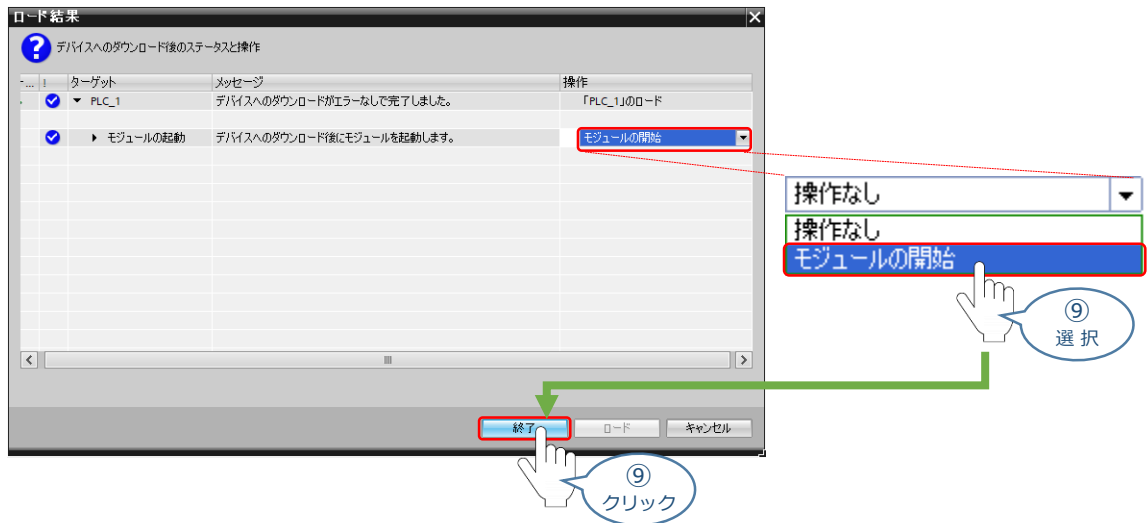 ロード結果
デバイスへのダウンロード後のステータスと操作
! ターゲット メッセージ 操作
PLC_1 デバイスへのダウンロードがエラーなしで完了しました。 「PLC_1」のロード
モジュールの起動 デバイスへのダウンロード後にモジュールを起動します。 モジュールの開始
操作なし
操作なし
モジュールの開始
⑨
選 択
終了 ロード キャンセル
⑨
クリック